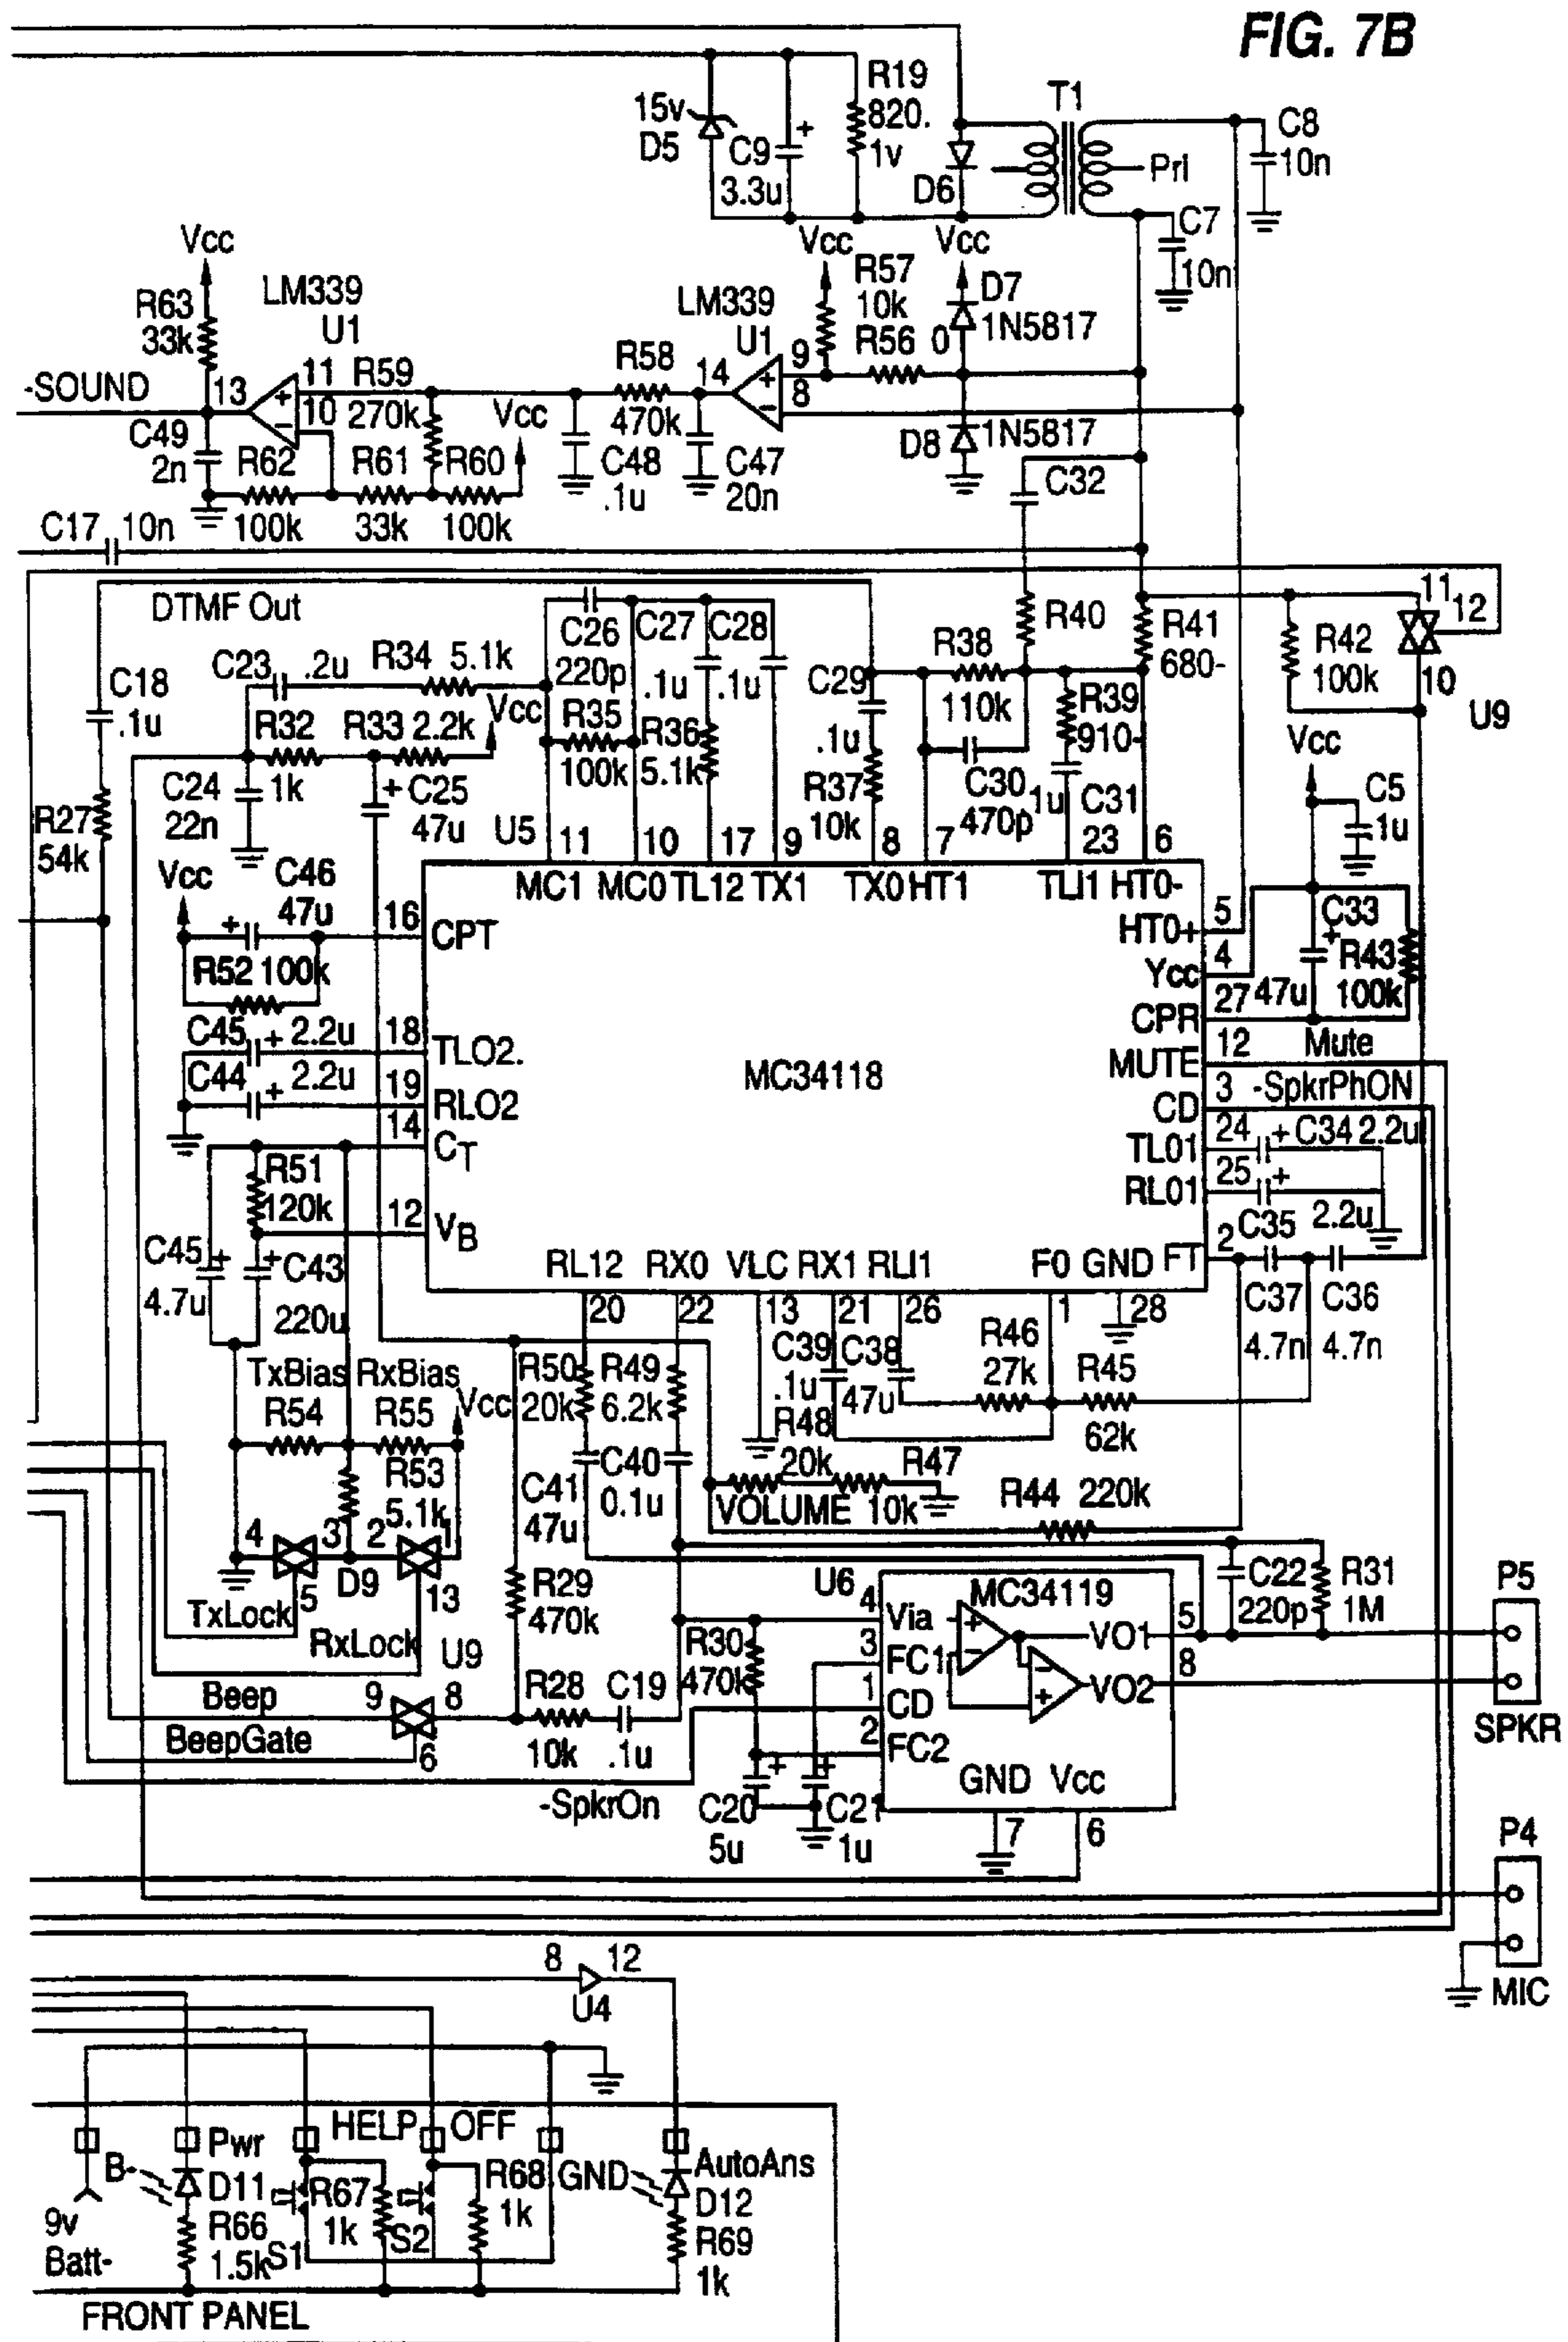 FIG. 7B
R19
820.
1v
15v
D5
C9
+
3.3u
D6
T1
Pri
C8
10n
C7
10n
Vcc
R63
33k
LM339
U1
-SOUND
13
11
10
+
-
R59
270k
C49
2n
R62
100k
R61
33k
R60
100k
Vcc
R58
470k
C48
.1u
C47
20n
14
LM339
U1
9
8
+
-
Vcc
R57
10k
R56 0
Vcc
D7
1N5817
D8
1N5817
C32
C17 10n
DTMF Out
C18
.1u
C23 .2u
R34 5.1k
Vcc
R32
1k
R33 2.2k
C24
22n
+
C25
47u
R27
54k
C26
220p
C27
.1u
C28
.1u
R35
100k
R36
5.1k
C29
.1u
R37
10k
R38
110k
C30
470p
R40
R39
910-
1u
C31
R41
680-
R42
100k
11
12
10
U9
Vcc
C5
1u
U5
11 10 17 9 8 7 23 6
MC1 MC0 TL12 TX1 TX0 HT1 TLI1 HT0-
Vcc
C46
47u
+
R52 100k
16
CPT
C45
+ 2.2u
18
TLO2.
C44
+ 2.2u
19
RLO2
14
CT
R51
120k
12
VB
C45
+
4.7u
+
C43
220u
MC34118
HT0+
5
Ycc
4
CPR
27
MUTE
12
Mute
CD
3
-SpkrPhON
TL01
24
+ C34 2.2u
RL01
25
+
C35 2.2u
FT
2
C33
+
47u
R43
100k
RL12 RX0 VLC RX1 RLI1 F0 GND
20 22 13 21 26 1 28
C37
4.7n
C36
4.7n
TxBias RxBias
R54
R55
Vcc
R53
5.1k
4
3
2
1
D9
5
13
TxLock
RxLock
U9
R50
20k
R49
6.2k
C39
.1u
C38
47u
R46
27k
R45
62k
R48
20k
R47
10k
VOLUME
C41
47u
C40
0.1u
R44 220k
R29
470k
Beep
BeepGate
9
8
6
R28
10k
C19
.1u
-SpkrOn
R30
470k
U6
MC34119
4
Via
3
FC1
1
CD
2
FC2
+
-
-
+
VO1
5
VO2
8
GND Vcc
7
6
+
C20
5u
+
C21
1u
C22
220p
R31
1M
P5
SPKR
P4
MIC
8
12
U4
HELP OFF
Pwr
B-
D11
R66
1.5k
S1
R67
1k
S2
R68
1k
GND
AutoAns
D12
R69
1k
9v
Batt-
FRONT PANEL